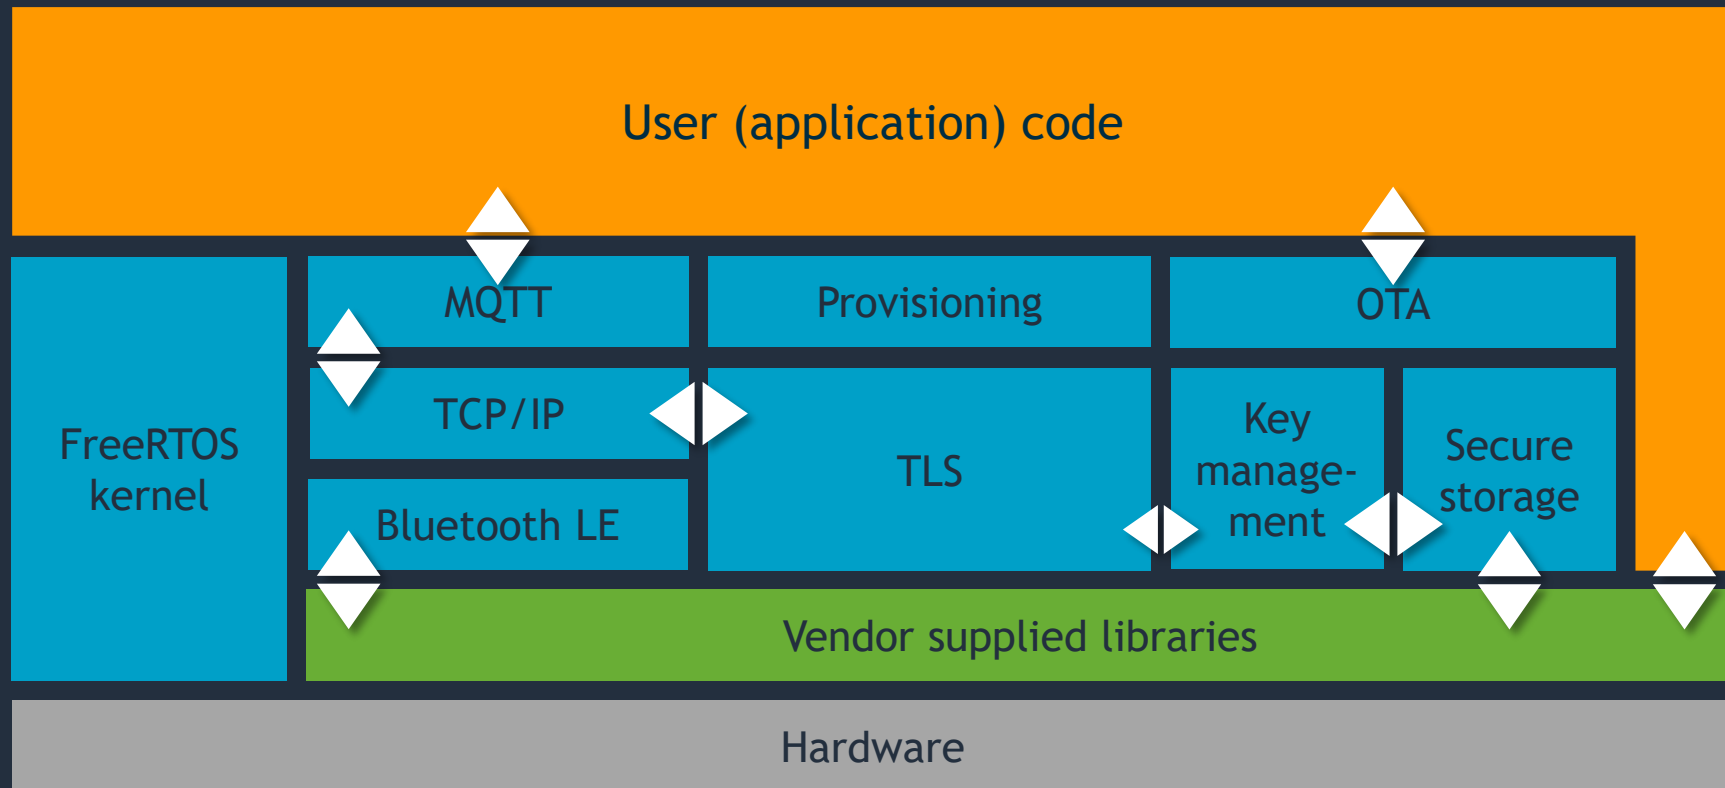 User (application) code
MQTT
Provisioning
OTA
FreeRTOS
kernel
TCP/IP
TLS
Key
manage-
ment
Secure
storage
Bluetooth LE
Vendor supplied libraries
Hardware